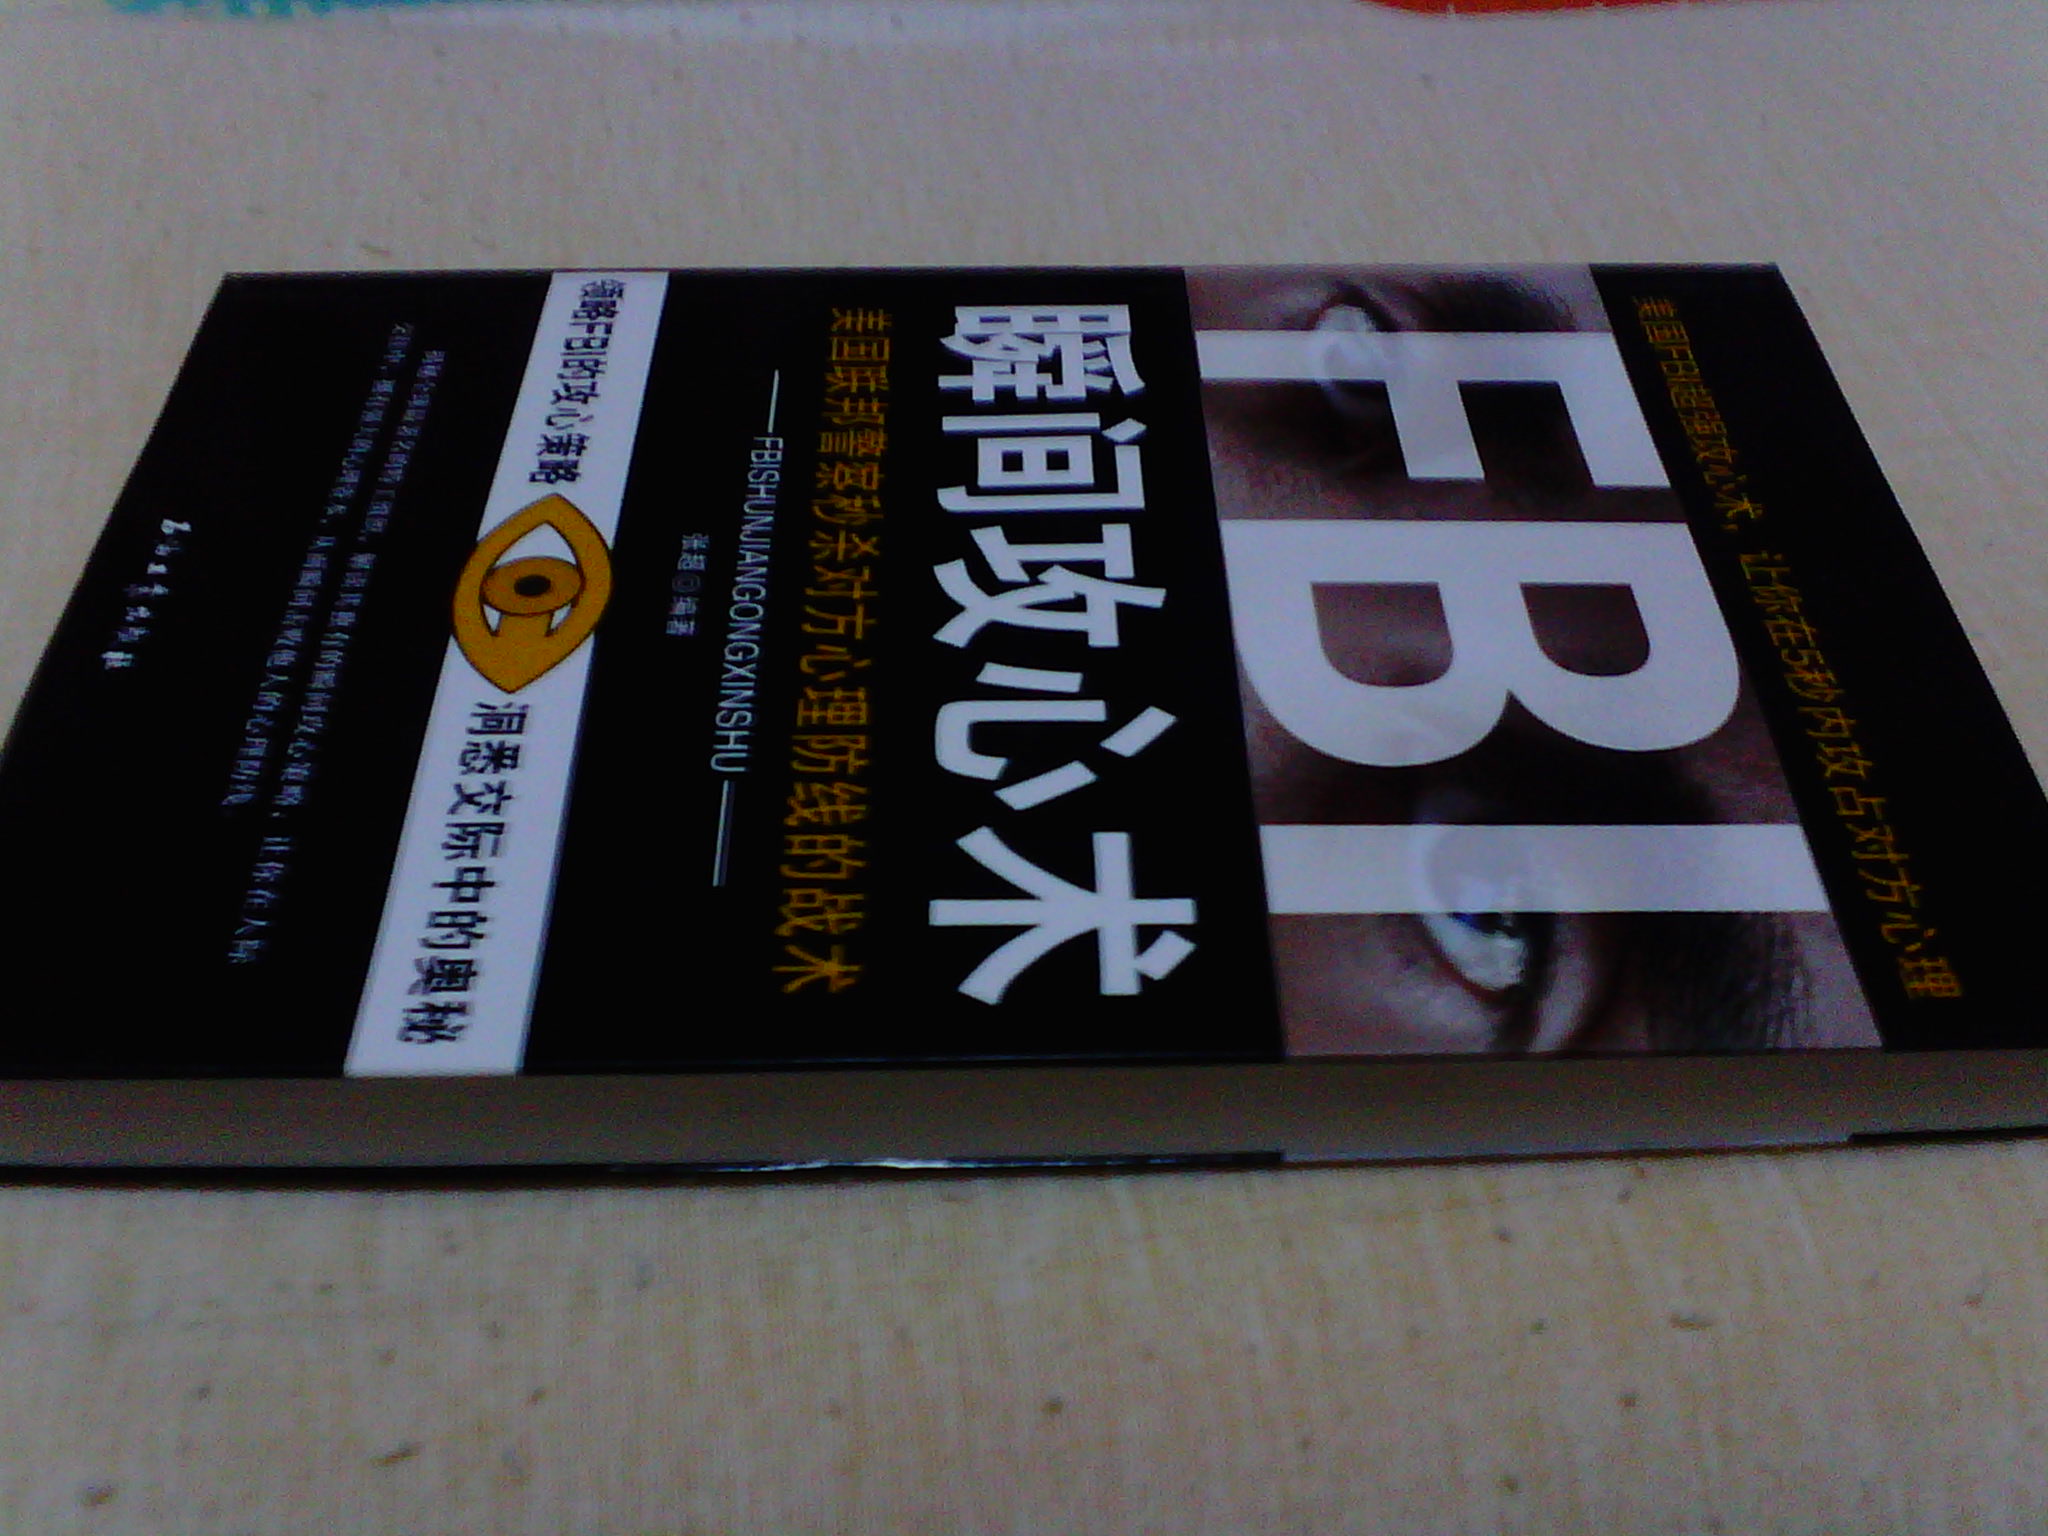 美国FBI超强攻心术，让你在5秒内攻占对方心理
FBI
瞬间攻心术
美国联邦警察秒杀对方心理防线的战术
FBISHUNJIANGONGXINSHU
张超◎编著
领略FBI的攻心策略
洞悉交际中的奥秘